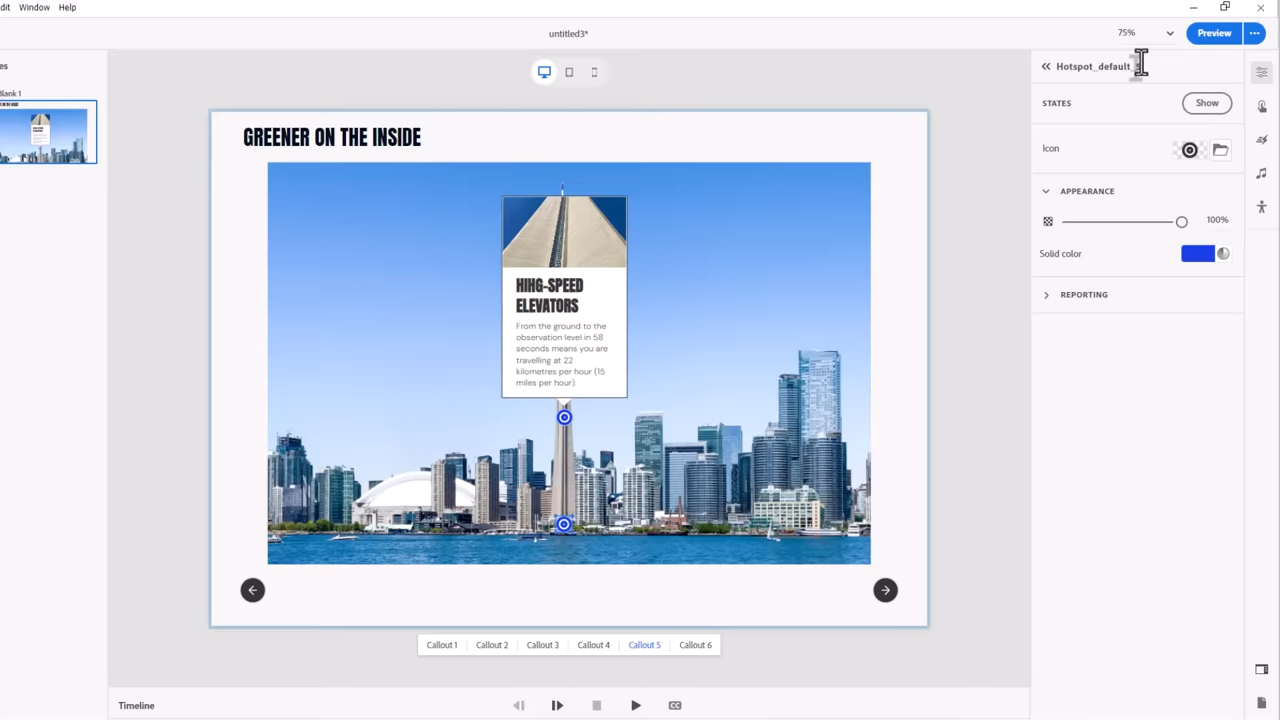 dit Window Help
untitled3*
75%
Preview
es
Blank 1
Hotspot_default_5
STATES
Show
Icon
APPEARANCE
100%
Solid color
REPORTING
GREENER ON THE INSIDE
HIHG-SPEED
ELEVATORS
From the ground to the
observation level in 58
seconds means you are
travelling at 22
kilometres per hour (15
miles per hour).
Callout 1 Callout 2 Callout 3 Callout 4 Callout 5 Callout 6
Timeline
CC